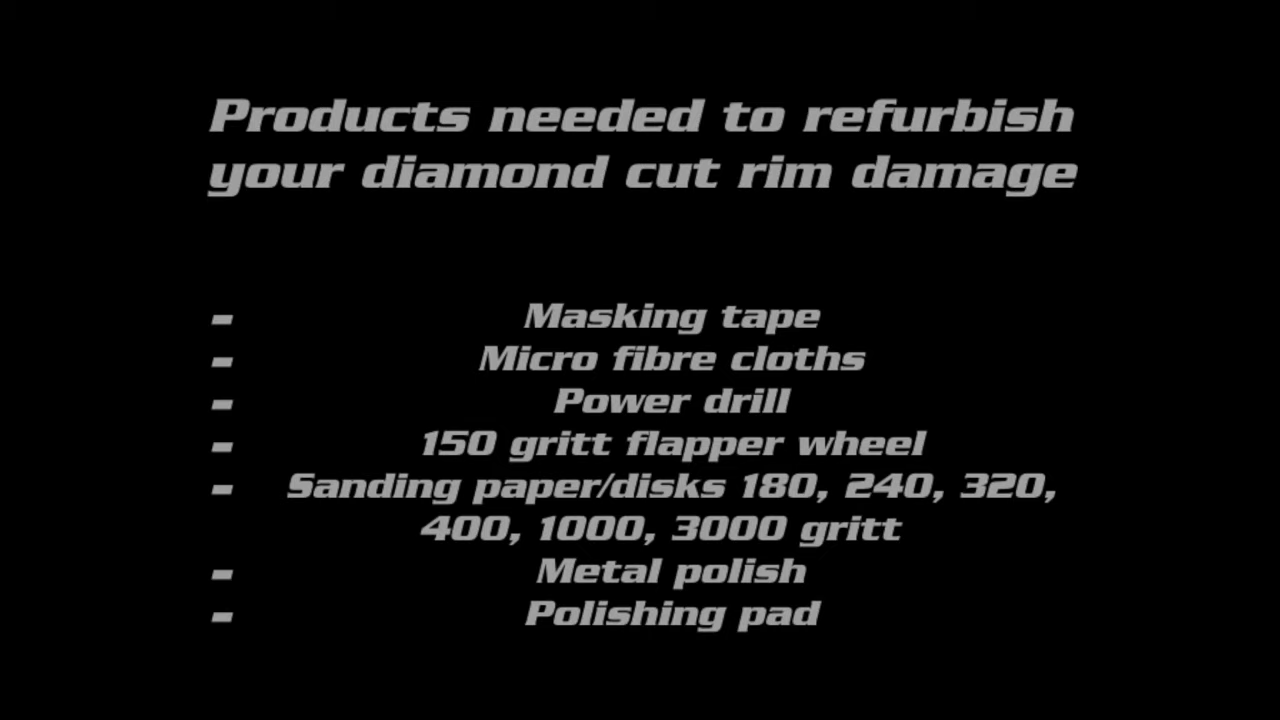 Products needed to refurbish
your diamond cut rim damage
- Masking tape
- Micro fibre cloths
- Power drill
- 150 gritt flapper wheel
- Sanding paper/disks 180, 240, 320,
400, 1000, 3000 gritt
- Metal polish
- Polishing pad